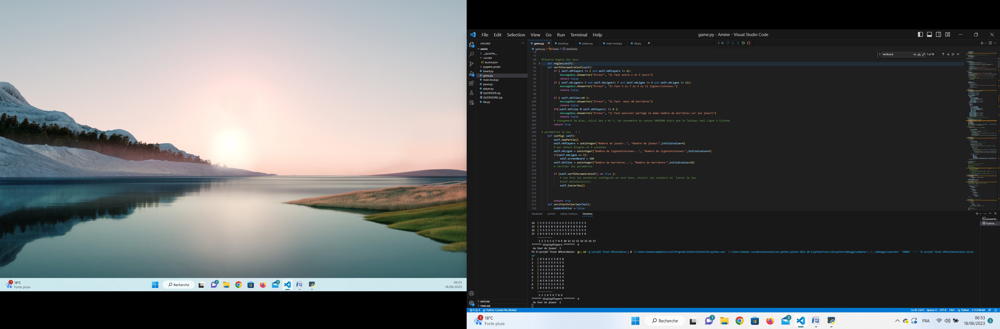 1
18°C
Forte pluie
Recherche
1
3
06:53
18/06/2023
File Edit Selection View Go Run Terminal Help
game.py - Amine - Visual Studio Code
EXPLORER
AMINE
__pycache__
.vscode
launch.json
pygame_projet
board.py
game.py
main-local.py
pawn.py
player.py
QUORIDOR.zip
QUORIDOR0_.zip
tile.py
OUTLINE
TIMELINE
game.py board.py player.py main-local.py tile.py
game.py > Game > newPartie
lenBoard
? of 19
78
79
80 #fenetre Regles des jeux
81 def regles(self):
91 def verfiParametreConf(self):
92 if ( self.nbPlayers != 2 and self.nbPlayers != 4):
93 messagebox.showerror("Erreur", "Il faut entre 2 et 4 jours")
94 return False
95 if ( self.nbLigne!= 5 and self.nbLigne!= 7 and self.nbLigne != 9 and self.nbLigne != 11):
96 messagebox.showerror("Erreur", "Il faut 5 ou 7 ou 9 ou 11 lignes/colonnes.")
97 return False
98
99 if ( self.nbTiles>40 ):
100 messagebox.showerror("Erreur", "Il faut  maxi 40 barrières")
101 return False
102 if((self.nbTiles % self.nbPlayers) != 0 ):
103 messagebox.showerror("Erreur", "Il faut pourvoir partagé le meme nombre de barrières sur les joeurs")
104 return False
105 # changement de plan, calcul des x et Y, les paramètre du canvas 500X500 alors que le Tableau reel Ligne X Colonne
106 return True
107
108 # parametrez le jeu   ( )
109 def config( self):
110 self.newPartie()
111 self.nbPlayers = askinteger("Nombre de joueur..", "Nombre de joueur:",initialvalue=4)
112 # par défaut 8lignes et 5 colonnes
113 self.nbLigne = askinteger("Nombre de lignesXcolonnes...", "Nombre de lignesXcolonnes:",initialvalue=9)
114 if(self.nbLigne == 5):
115 self.scrennBoard = 300
116 self.nbTiles = askinteger("Nombre de barrières...", "Nombre de barrières:",initialvalue=20)
117 # vérifier les paramètres
118
119 if (self.verfiParametreConf() == True ):
120 # une fois les parèmtres configurés et sont bons, choisir les couleurs et  lancer le jeu
121 #self.defineColors()
122 self.lancerJeu()
123
124
125
126 return True
127 def verifierEntier(monText):
128 nombreEntier = False
PROBLEMS OUTPUT DEBUG CONSOLE TERMINAL
powersh...
Python ...
14 | 5 5 5 5 5 5 5 5 5 5 5 5 5 5 5 5 5
15 | 0 5 0 5 0 5 0 5 0 5 0 5 0 5 0 5 0
16 | 5 5 5 5 5 5 5 5 5 5 5 5 5 5 5 5 5
17 | 0 5 0 5 0 5 0 5 2 5 0 5 0 5 0 5 0
-----------
1 2 3 4 5 6 7 8 9 10 11 12 13 14 15 16 17
******* displayPlayers ******** 4
Au tour du joueur  1
PS G:\projet final AMine\Amine>  g:; cd 'g:\projet final AMine\Amine'; & 'C:\Users\Asmaa\AppData\Local\Programs\Python\Python311\python.exe' 'c:\Users\Asmaa\.vscode\extensions\ms-python.python-2023.10.1\pythonFiles\lib\python\debugpy\adapter/../..\debugpy\launcher' '50604' '--' 'G:\projet final AMine\Amine\main-local.
py'
1 | 0 5 0 5 1 5 0 5 0
2 | 5 5 5 5 5 5 5 5 5
3 | 0 5 0 5 0 5 0 5 0
4 | 5 5 5 5 5 5 5 5 5
5 | 3 5 0 5 0 5 0 5 4
6 | 5 5 5 5 5 5 5 5 5
7 | 0 5 0 5 0 5 0 5 0
8 | 5 5 5 5 5 5 5 5 5
9 | 0 5 0 5 2 5 0 5 0
-----------
1 2 3 4 5 6 7 8 9
******* displayPlayers ******** 4
Au tour du joueur  1
0 0 Python: Current File (Amine)
Ln 41, Col 9 Spaces: 4 UTF-8 CRLF Python 3.11.0 64-bit
1
18°C
Forte pluie
Recherche
1
3
FRA
06:53
18/06/2023
3